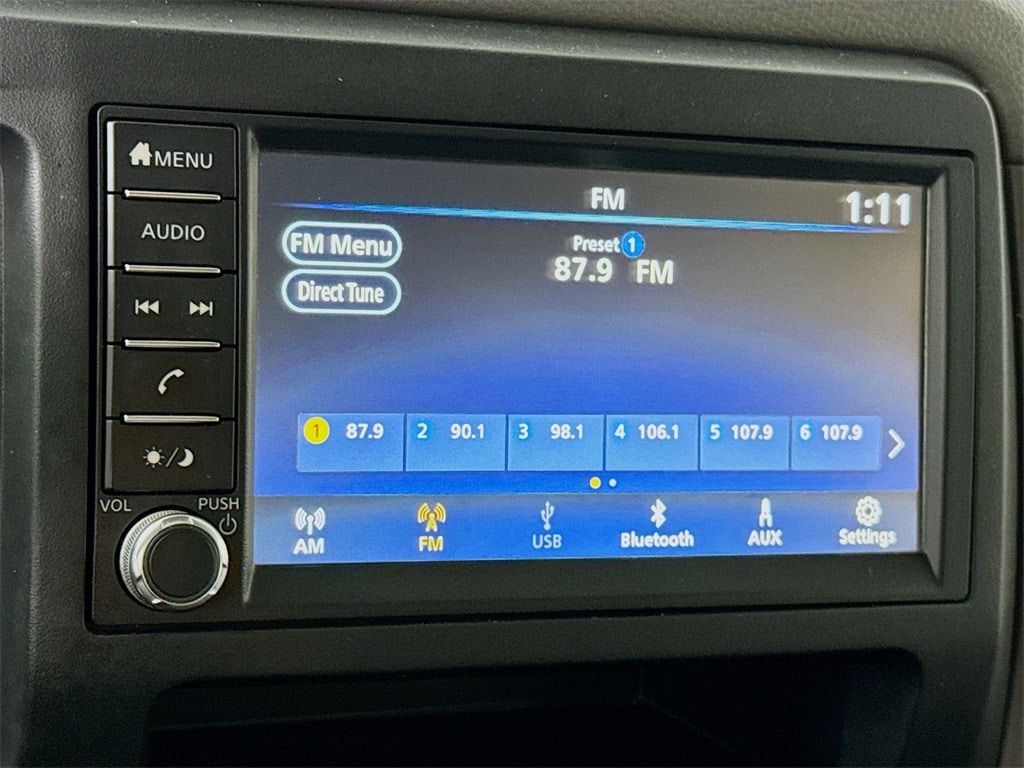 MENU
AUDIO
VOL PUSH
FM
1:11
FM Menu
Direct Tune
Preset 1
87.9 FM
1 87.9 2 90.1 3 98.1 4 106.1 5 107.9 6 107.9
AM FM USB Bluetooth AUX Settings